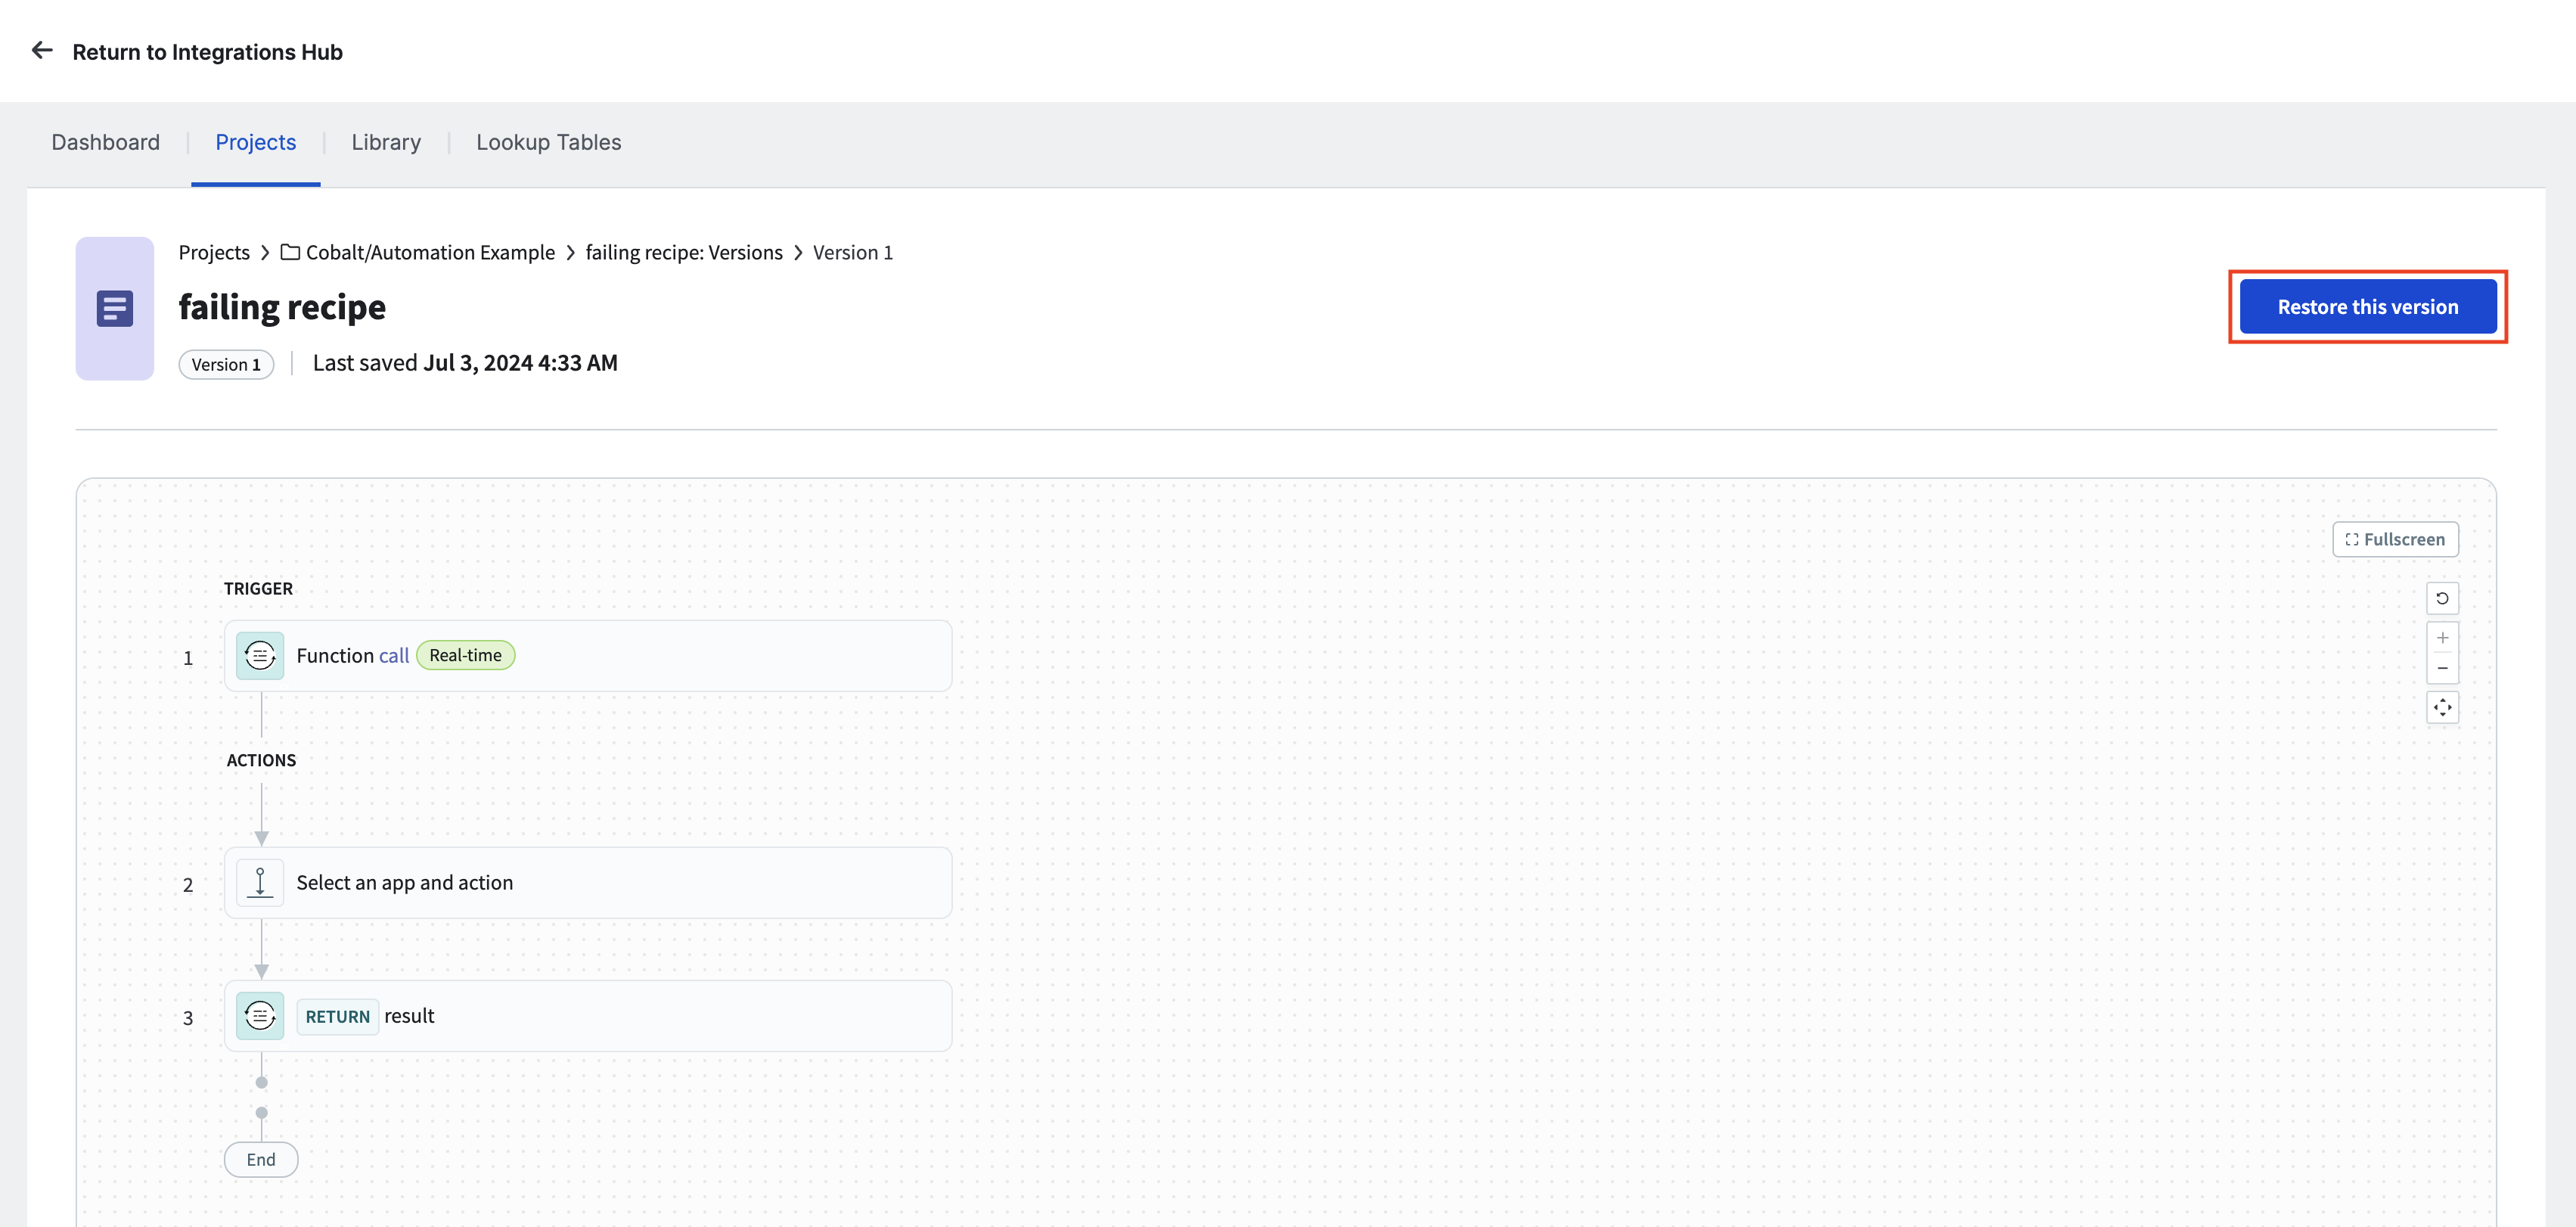 Return to Integrations Hub
Dashboard | Projects | Library | Lookup Tables
Projects > Cobalt/Automation Example > failing recipe: Versions > Version 1
failing recipe
Restore this version
Version 1 | Last saved Jul 3, 2024 4:33 AM
Fullscreen
TRIGGER
1 Function call Real-time
ACTIONS
2 Select an app and action
3 RETURN result
End